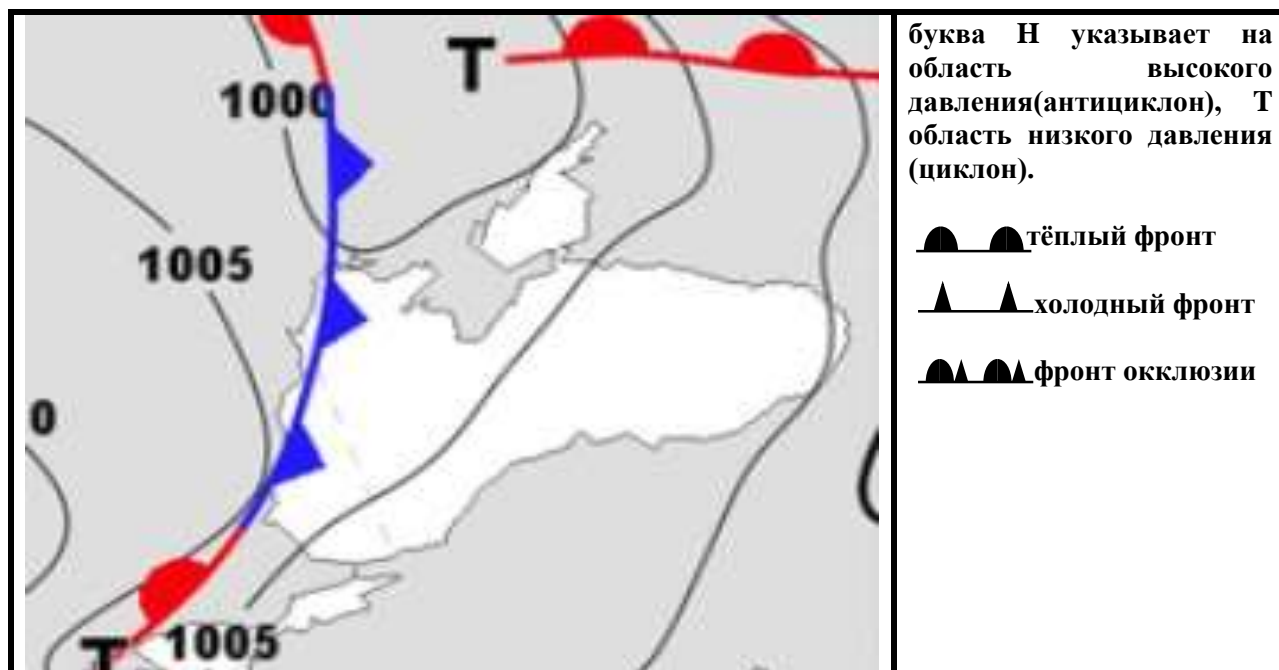 T
1000
1005
0
T 1005
буква Н указывает на
область высокого
давления(антициклон), Т
область низкого давления
(циклон).
тёплый фронт
холодный фронт
фронт окклюзии